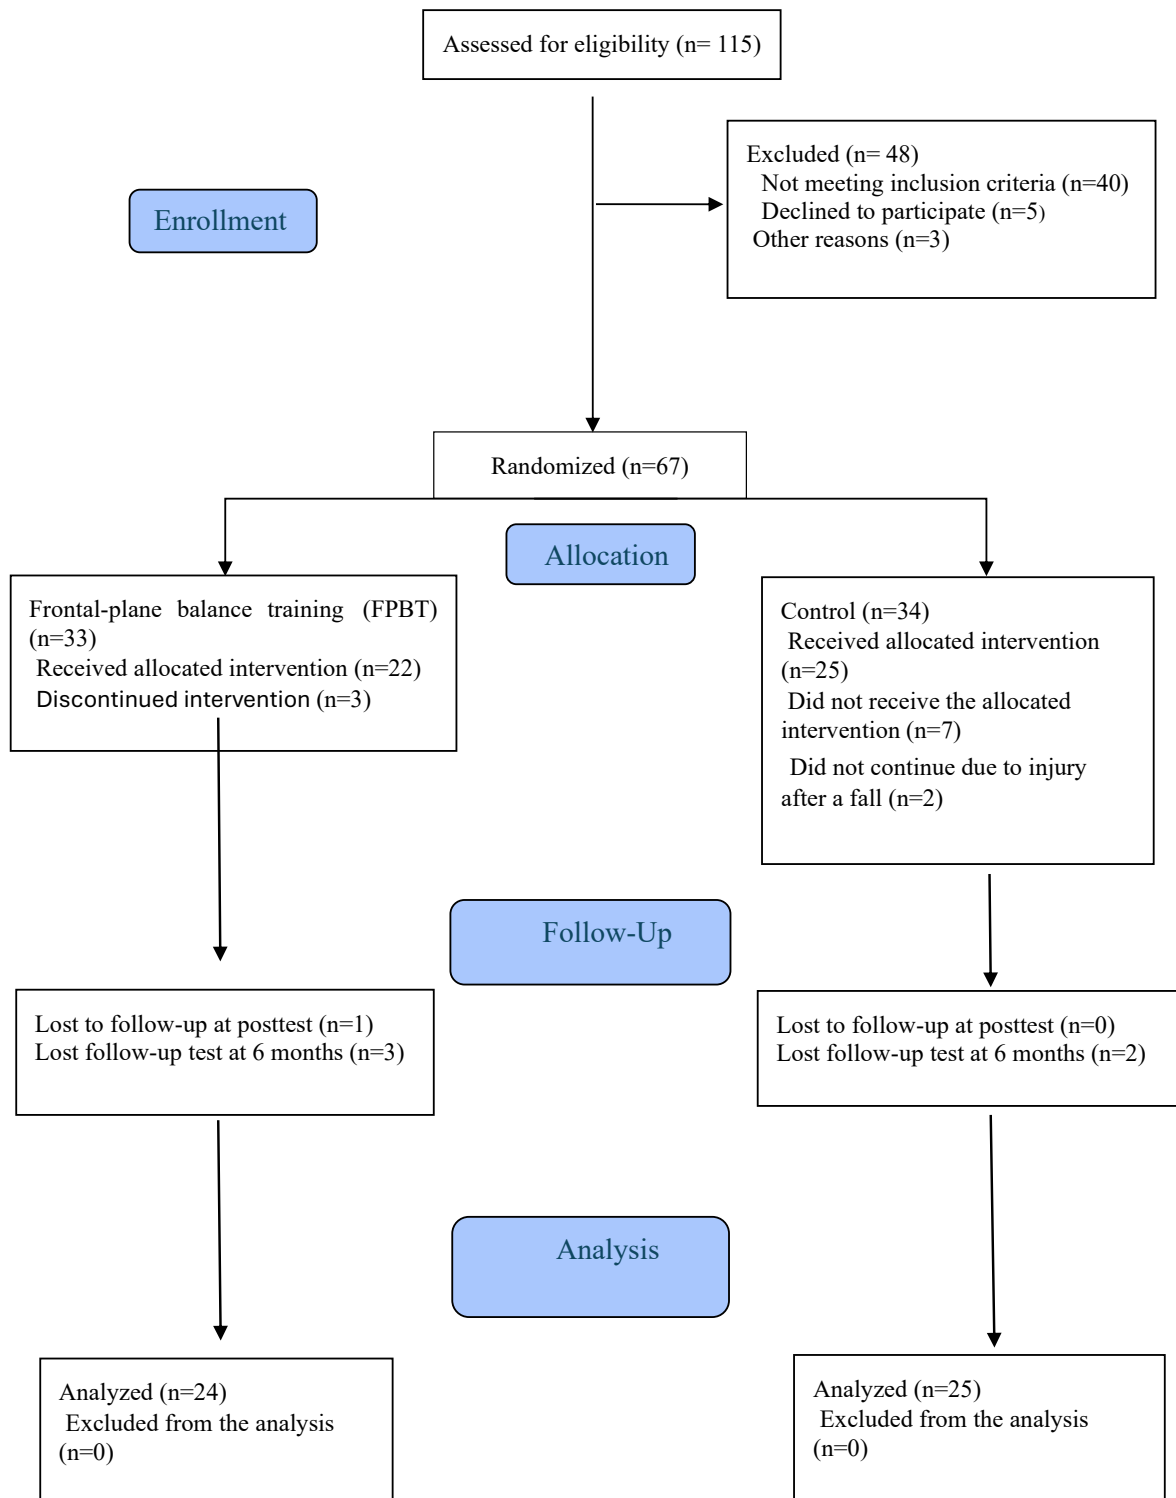 Assessed for eligibility (n= 115)
Excluded (n= 48)
Not meeting inclusion criteria (n=40)
Declined to participate (n=5)
Other reasons (n=3)
Enrollment
Randomized (n=67)
Allocation
Frontal-plane balance training (FPBT)
(n=33)
Received allocated intervention (n=22)
Discontinued intervention (n=3)
Control (n=34)
Received allocated intervention
(n=25)
Did not receive the allocated
intervention (n=7)
Did not continue due to injury
after a fall (n=2)
Follow-Up
Lost to follow-up at posttest (n=1)
Lost follow-up test at 6 months (n=3)
Lost to follow-up at posttest (n=0)
Lost follow-up test at 6 months (n=2)
Analysis
Analyzed (n=24)
Excluded from the analysis
(n=0)
Analyzed (n=25)
Excluded from the analysis
(n=0)